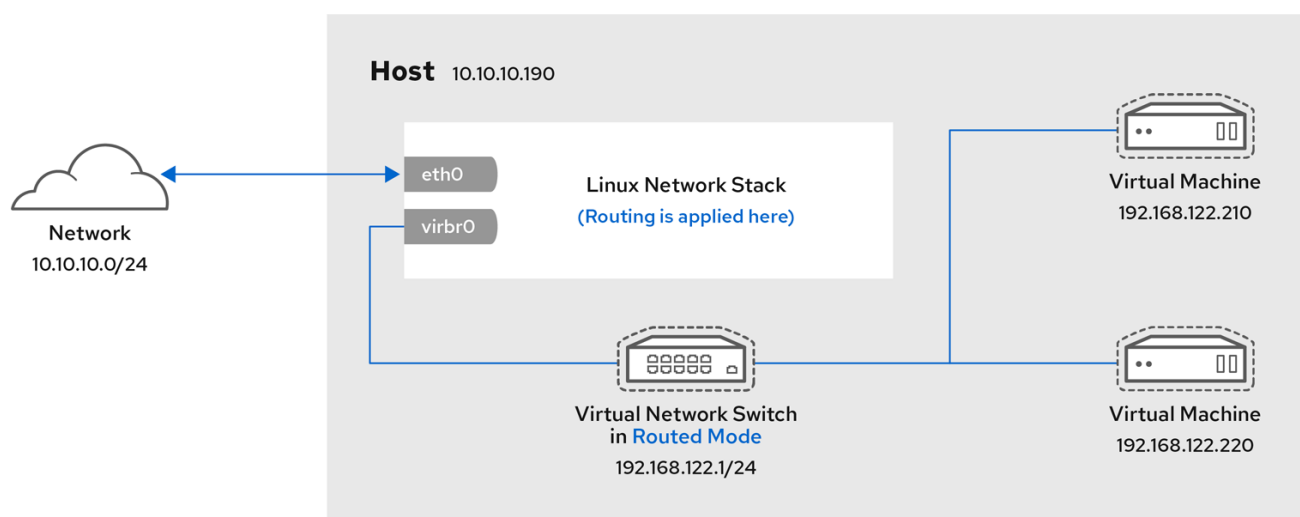 Host 10.10.10.190
eth0
Linux Network Stack
(Routing is applied here)
virbr0
Network
10.10.10.0/24
Virtual Machine
192.168.122.210
Virtual Network Switch
in Routed Mode
192.168.122.1/24
Virtual Machine
192.168.122.220